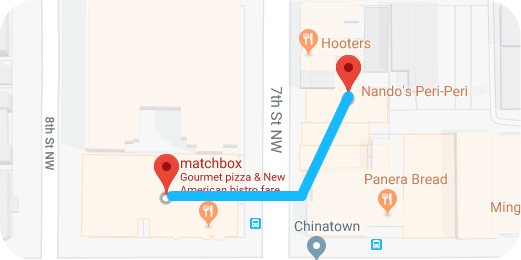 Hooters
Nando's Peri-Peri
8th St NW
7th St NW
matchbox
Gourmet pizza & New
American bistro fare
Panera Bread
Ming
Chinatown